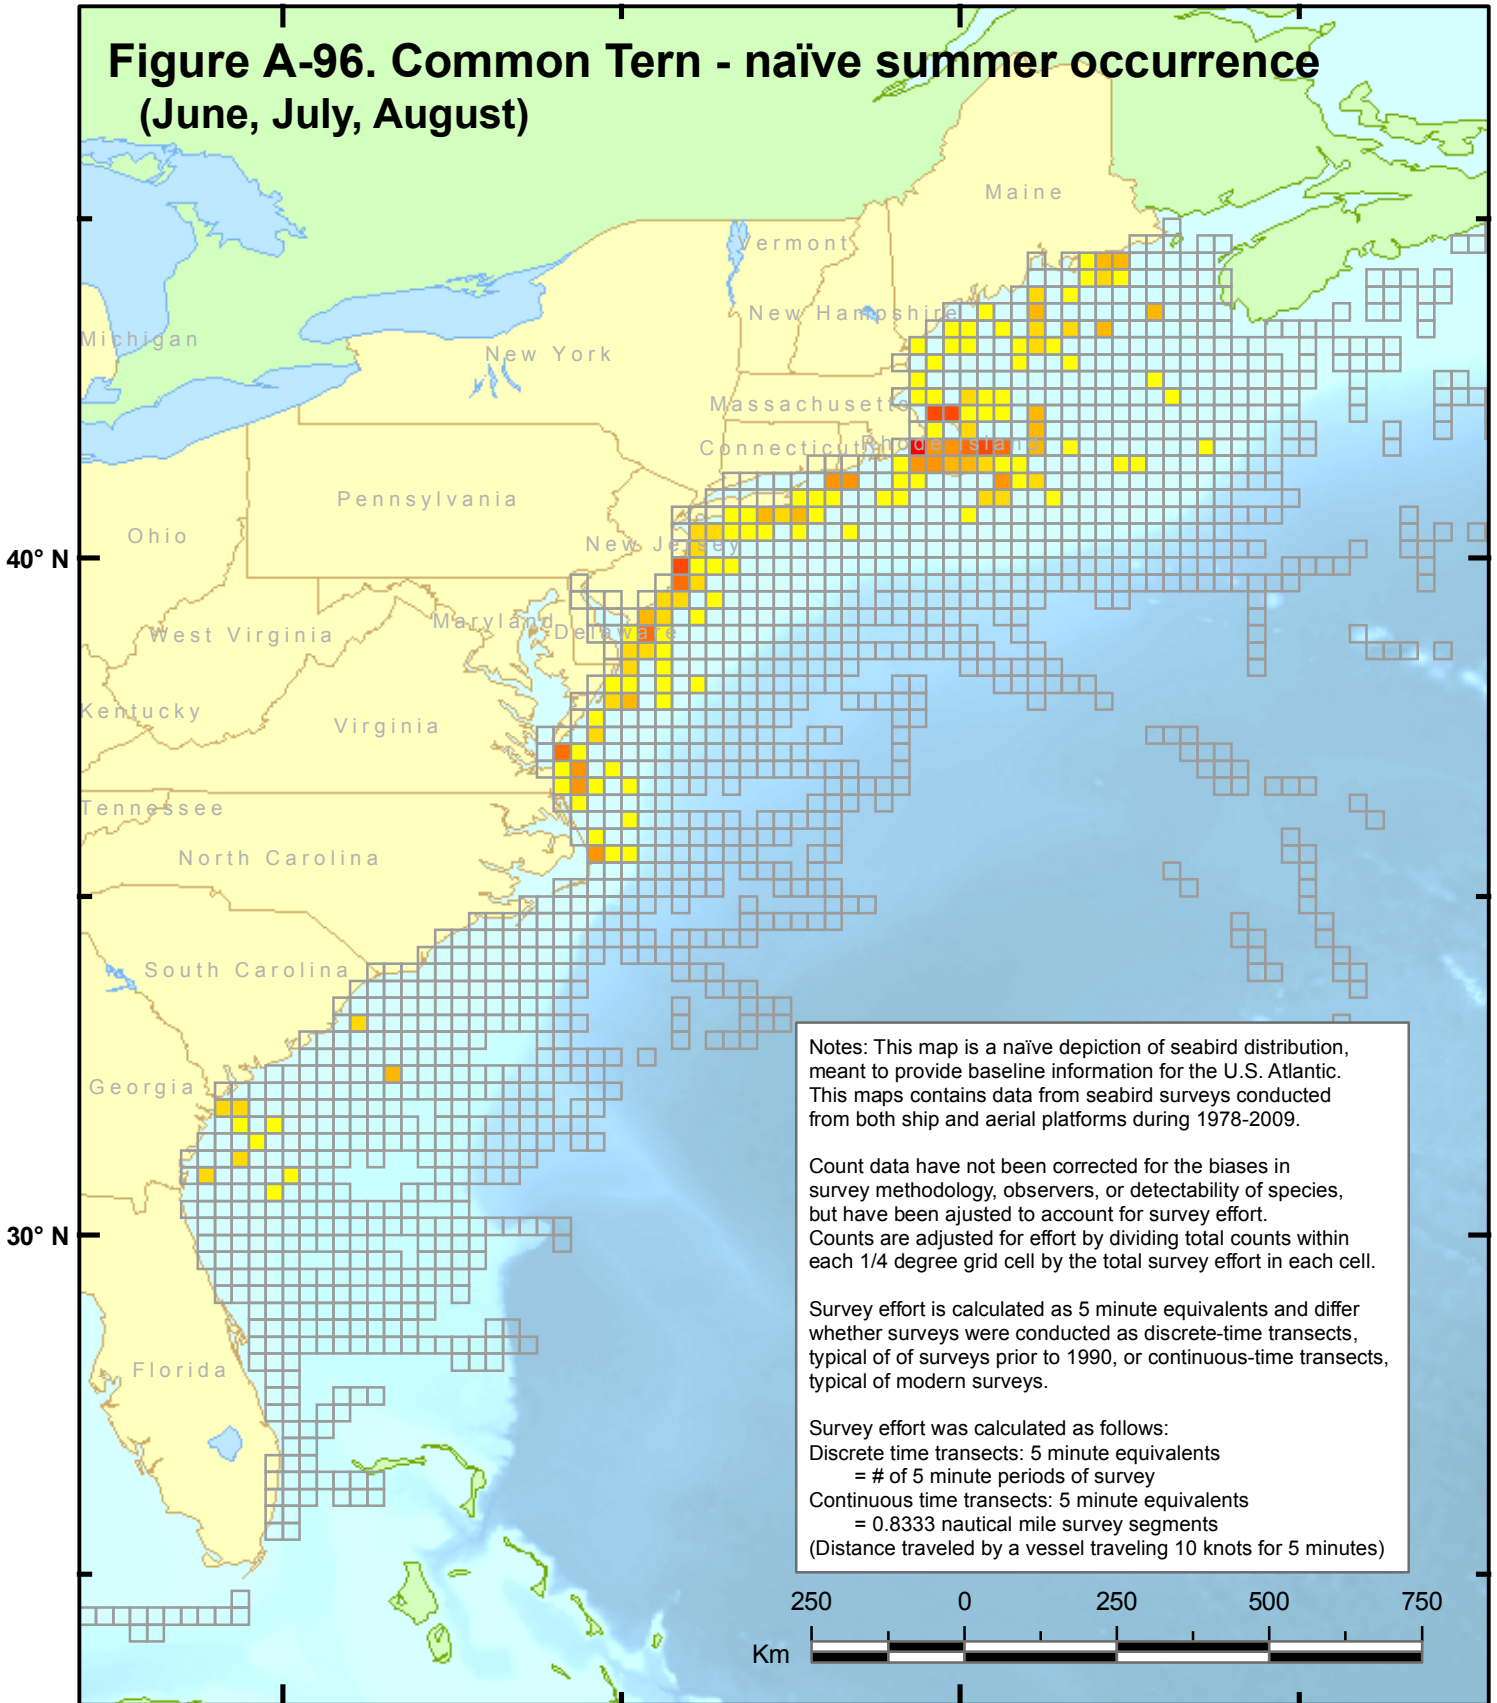 Figure A-96. Common Tern - naïve summer occurrence
(June, July, August)
Maine
Vermont
New Hampshire
Michigan
New York
Massachusetts
Connecticut
Rhode Island
Pennsylvania
Ohio
New Jersey
40° N
Maryland
Delaware
West Virginia
Kentucky
Virginia
Tennessee
North Carolina
South Carolina
Georgia
30° N
Florida
Notes: This map is a naïve depiction of seabird distribution,
meant to provide baseline information for the U.S. Atlantic.
This maps contains data from seabird surveys conducted
from both ship and aerial platforms during 1978-2009.
Count data have not been corrected for the biases in
survey methodology, observers, or detectability of species,
but have been ajusted to account for survey effort.
Counts are adjusted for effort by dividing total counts within
each 1/4 degree grid cell by the total survey effort in each cell.
Survey effort is calculated as 5 minute equivalents and differ
whether surveys were conducted as discrete-time transects,
typical of of surveys prior to 1990, or continuous-time transects,
typical of modern surveys.
Survey effort was calculated as follows:
Discrete time transects: 5 minute equivalents
= # of 5 minute periods of survey
Continuous time transects: 5 minute equivalents
= 0.8333 nautical mile survey segments
(Distance traveled by a vessel traveling 10 knots for 5 minutes)
250 0 250 500 750
Km